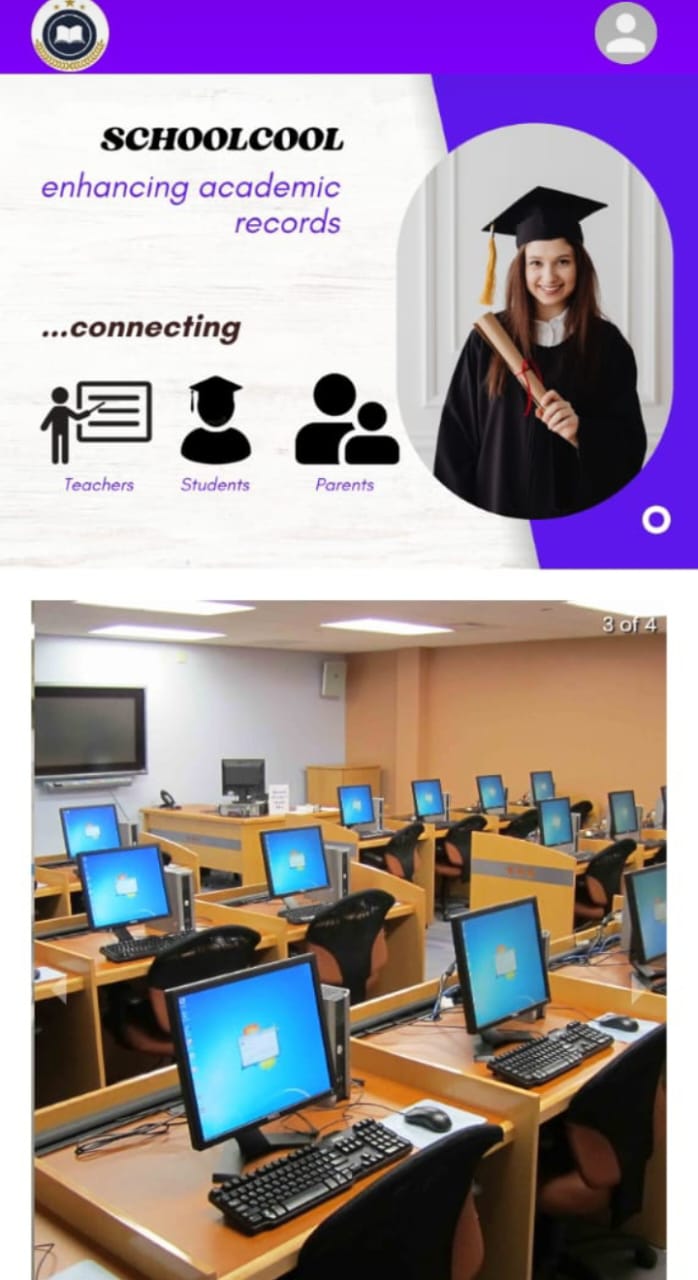 SCHOOLCOOL
enhancing academic
records
...connecting
Teachers Students Parents
3 of 4